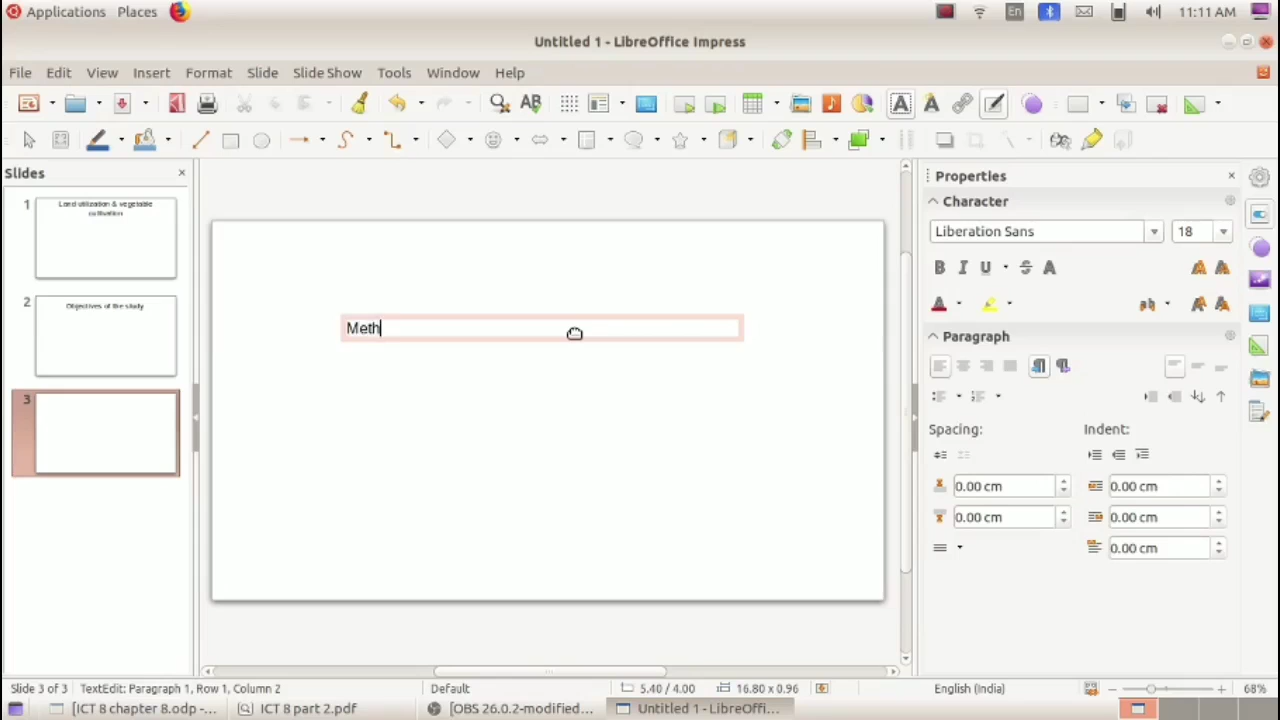 Applications Places En 11:11 AM
Untitled 1 - LibreOffice Impress
File Edit View Insert Format Slide Slide Show Tools Window Help
Slides
Properties
Character
Liberation Sans 18
Paragraph
Spacing: Indent:
0.00 cm 0.00 cm
0.00 cm 0.00 cm
0.00 cm
1
Land utilization & vegetable
cultivation
2
Objectives of the study
3
Meth
Slide 3 of 3 TextEdit: Paragraph 1, Row 1, Column 2 Default 5.40 / 4.00 16.80 x 0.96 English (India) 68%
[ICT 8 chapter 8.odp -... ICT 8 part 2.pdf [OBS 26.0.2-modified... Untitled 1 - LibreOffi...